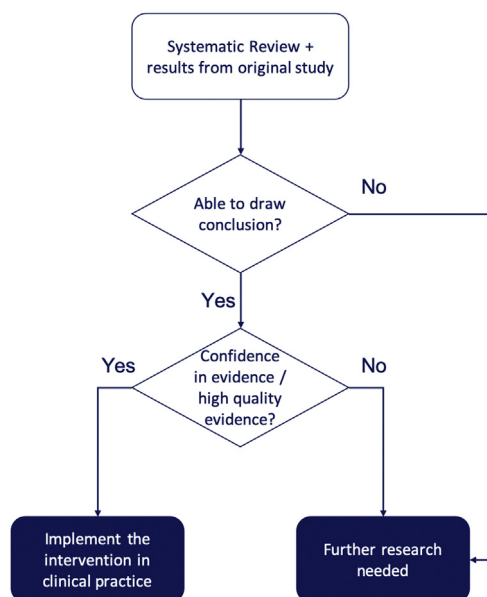 Systematic Review +
results from original study
Able to draw
conclusion?
No
Yes
Yes
Confidence
in evidence /
high quality
evidence?
No
Implement the
intervention in
clinical practice
Further research
needed